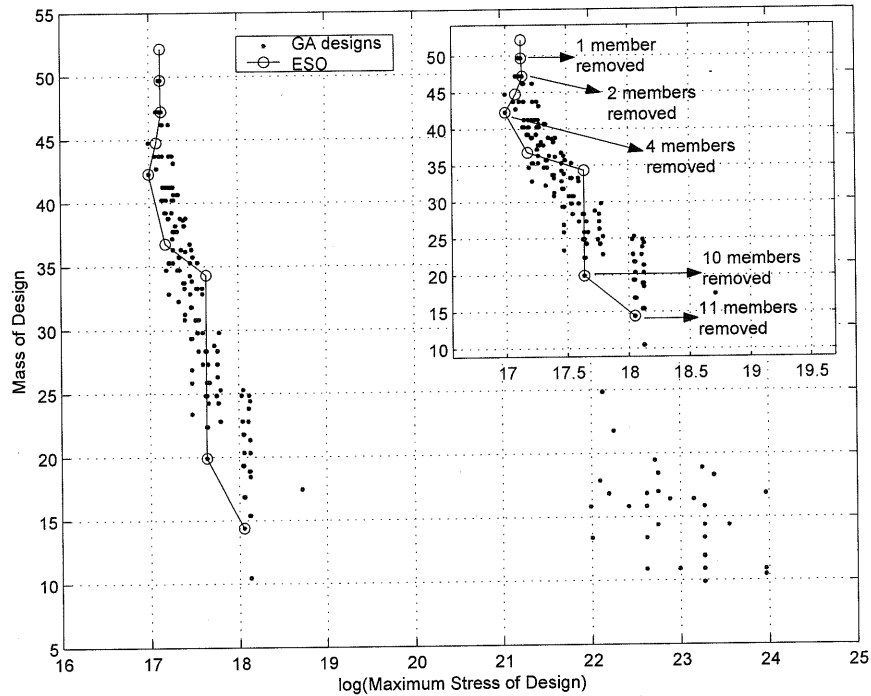 GA designs
ESO
1 member
removed
2 members
removed
4 members
removed
10 members
removed
11 members
removed
50
45
40
35
30
25
20
15
10
17
17.5
18
18.5
19
19.5
Mass of Design
55
50
45
40
35
30
25
20
15
10
5
16
17
18
19
20
21
22
23
24
25
log(Maximum Stress of Design)